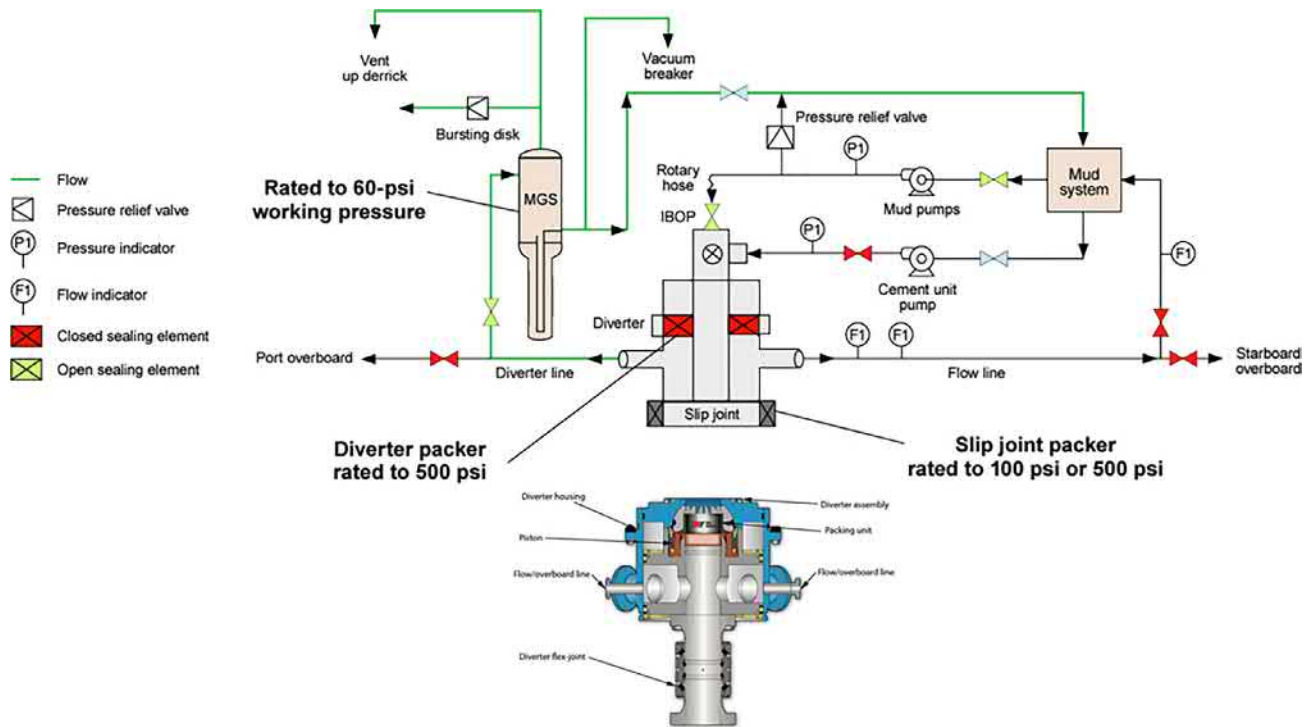 Vent
up derrick
Vacuum
breaker
Bursting disk
Pressure relief valve
P1
Rotary
hose
Mud
system
Flow
Pressure relief valve
P1
Pressure indicator
F1
Flow indicator
Closed sealing element
Open sealing element
Rated to 60-psi
working pressure
MGS
IBOP
Mud pumps
P1
F1
Cement unit
pump
Diverter
F1
F1
Port overboard
Diverter line
Flow line
Starboard
overboard
Slip joint
Diverter packer
rated to 500 psi
Slip joint packer
rated to 100 psi or 500 psi
Diverter housing
Diverter assembly
Packing unit
Piston
Flow/overboard line
Flow/overboard line
Diverter flex-joint